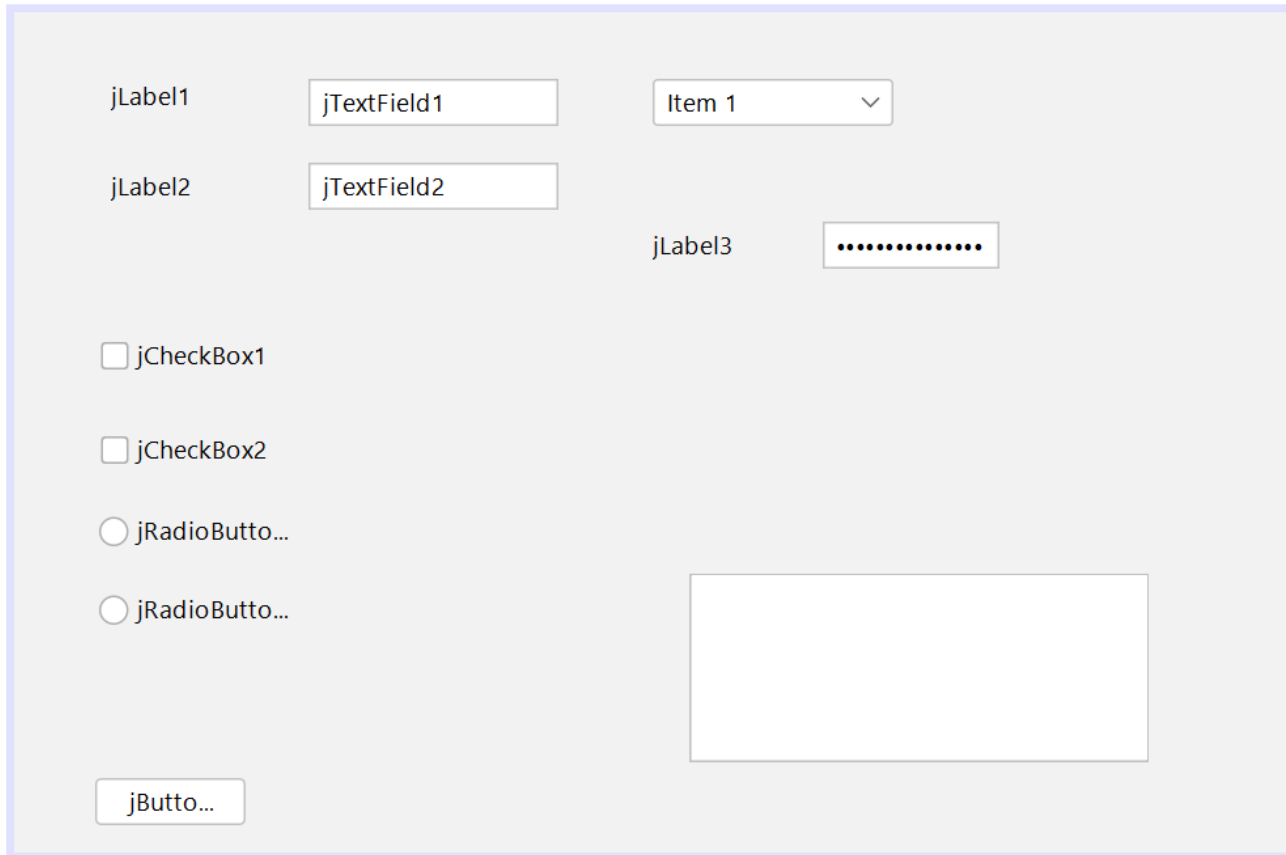 jLabel1 jTextField1 Item 1
jLabel2 jTextField2
jLabel3 •••••••••••••••
jCheckBox1
jCheckBox2
jRadioButto...
jRadioButto...
jButto...